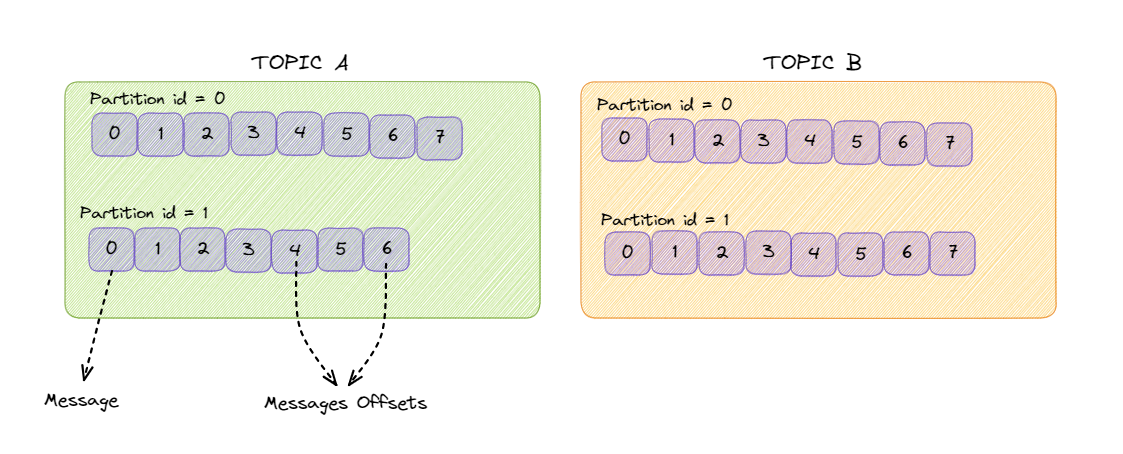 TOPIC A
Partition id = 0
0 1 2 3 4 5 6 7
Partition id = 1
0 1 2 3 4 5 6
Message
Messages Offsets
TOPIC B
Partition id = 0
0 1 2 3 4 5 6 7
Partition id = 1
0 1 2 3 4 5 6 7